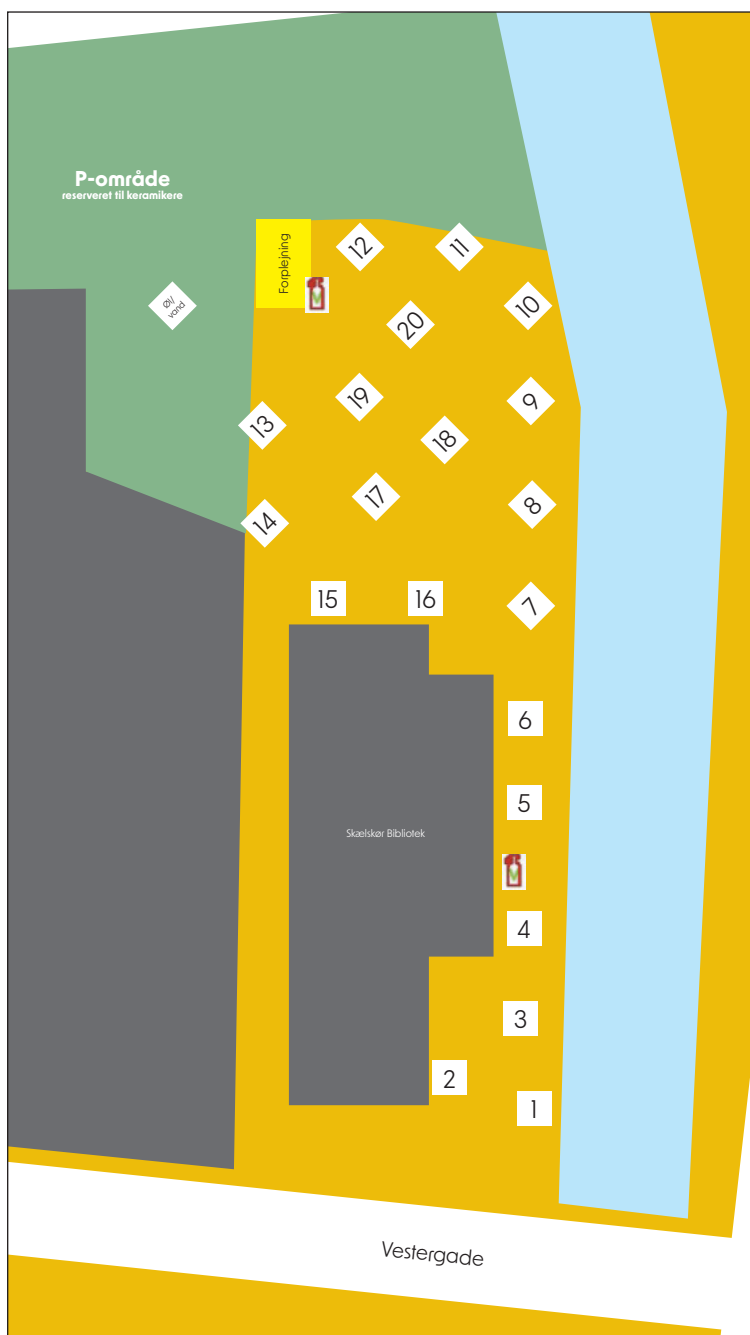 P-område
reserveret til keramikere
Forplejning
12
11
Øl/
vand
10
20
19
9
13
18
17
8
14
15
16
7
6
5
Skælskør Bibliotek
4
3
2
1
Vestergade